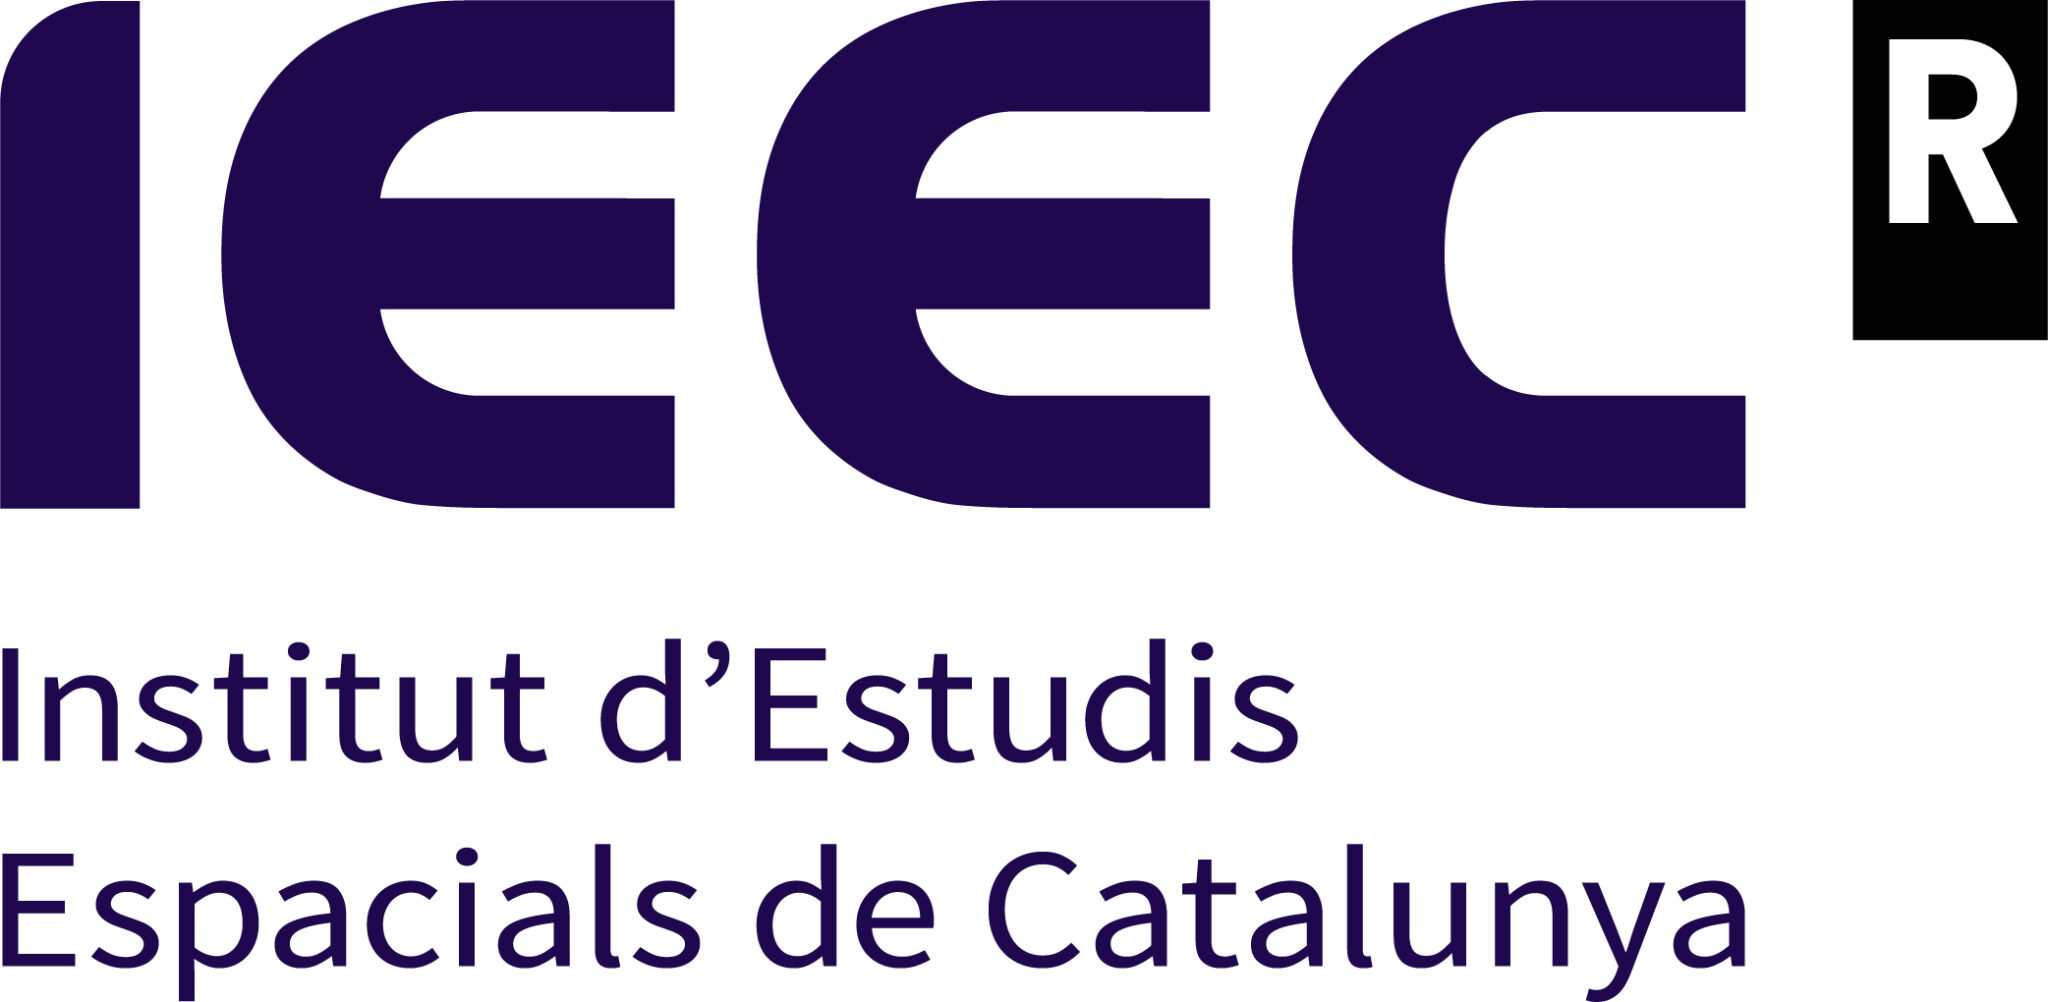 IEEC R
Institut d’Estudis
Espacials de Catalunya